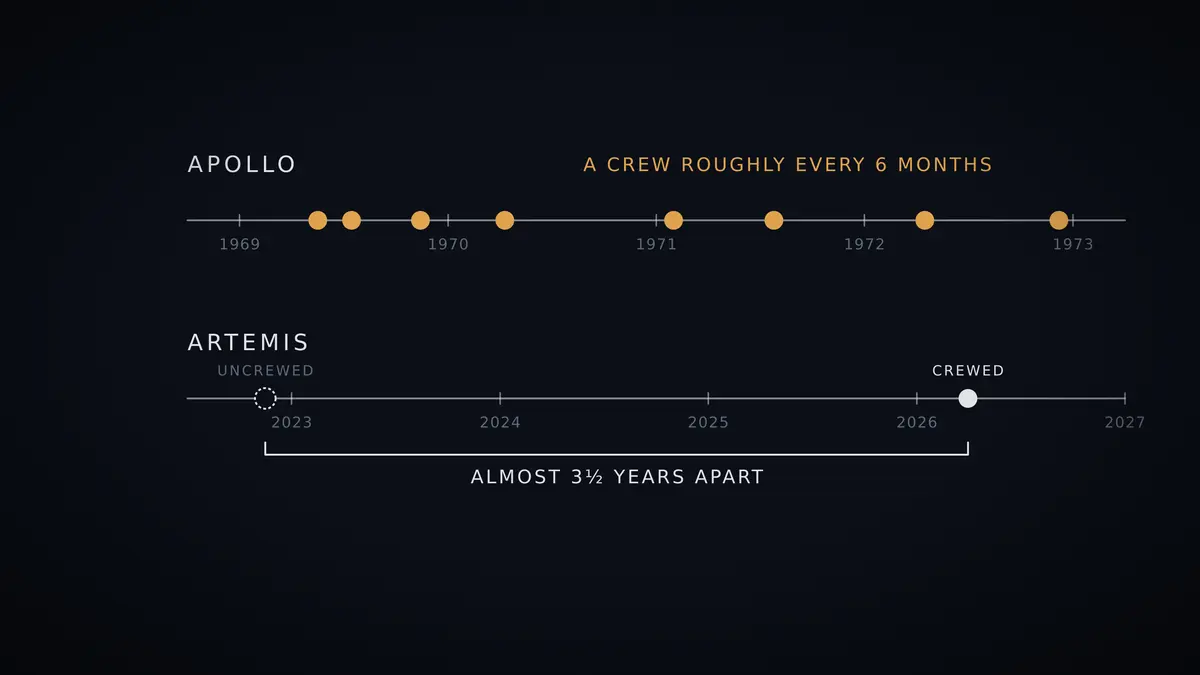 APOLLO
A CREW ROUGHLY EVERY 6 MONTHS
1969 1970 1971 1972 1973
ARTEMIS
UNCREWED CREWED
2023 2024 2025 2026 2027
ALMOST 3½ YEARS APART